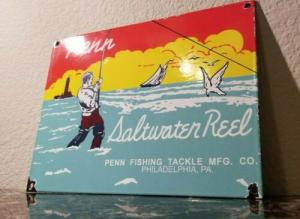 Penn
Saltwater Reel
PENN FISHING TACKLE MFG. CO.
PHILADELPHIA, PA.